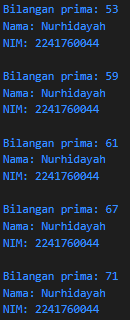 Bilangan prima: 53
Nama: Nurhidayah
NIM: 2241760044
Bilangan prima: 59
Nama: Nurhidayah
NIM: 2241760044
Bilangan prima: 61
Nama: Nurhidayah
NIM: 2241760044
Bilangan prima: 67
Nama: Nurhidayah
NIM: 2241760044
Bilangan prima: 71
Nama: Nurhidayah
NIM: 2241760044